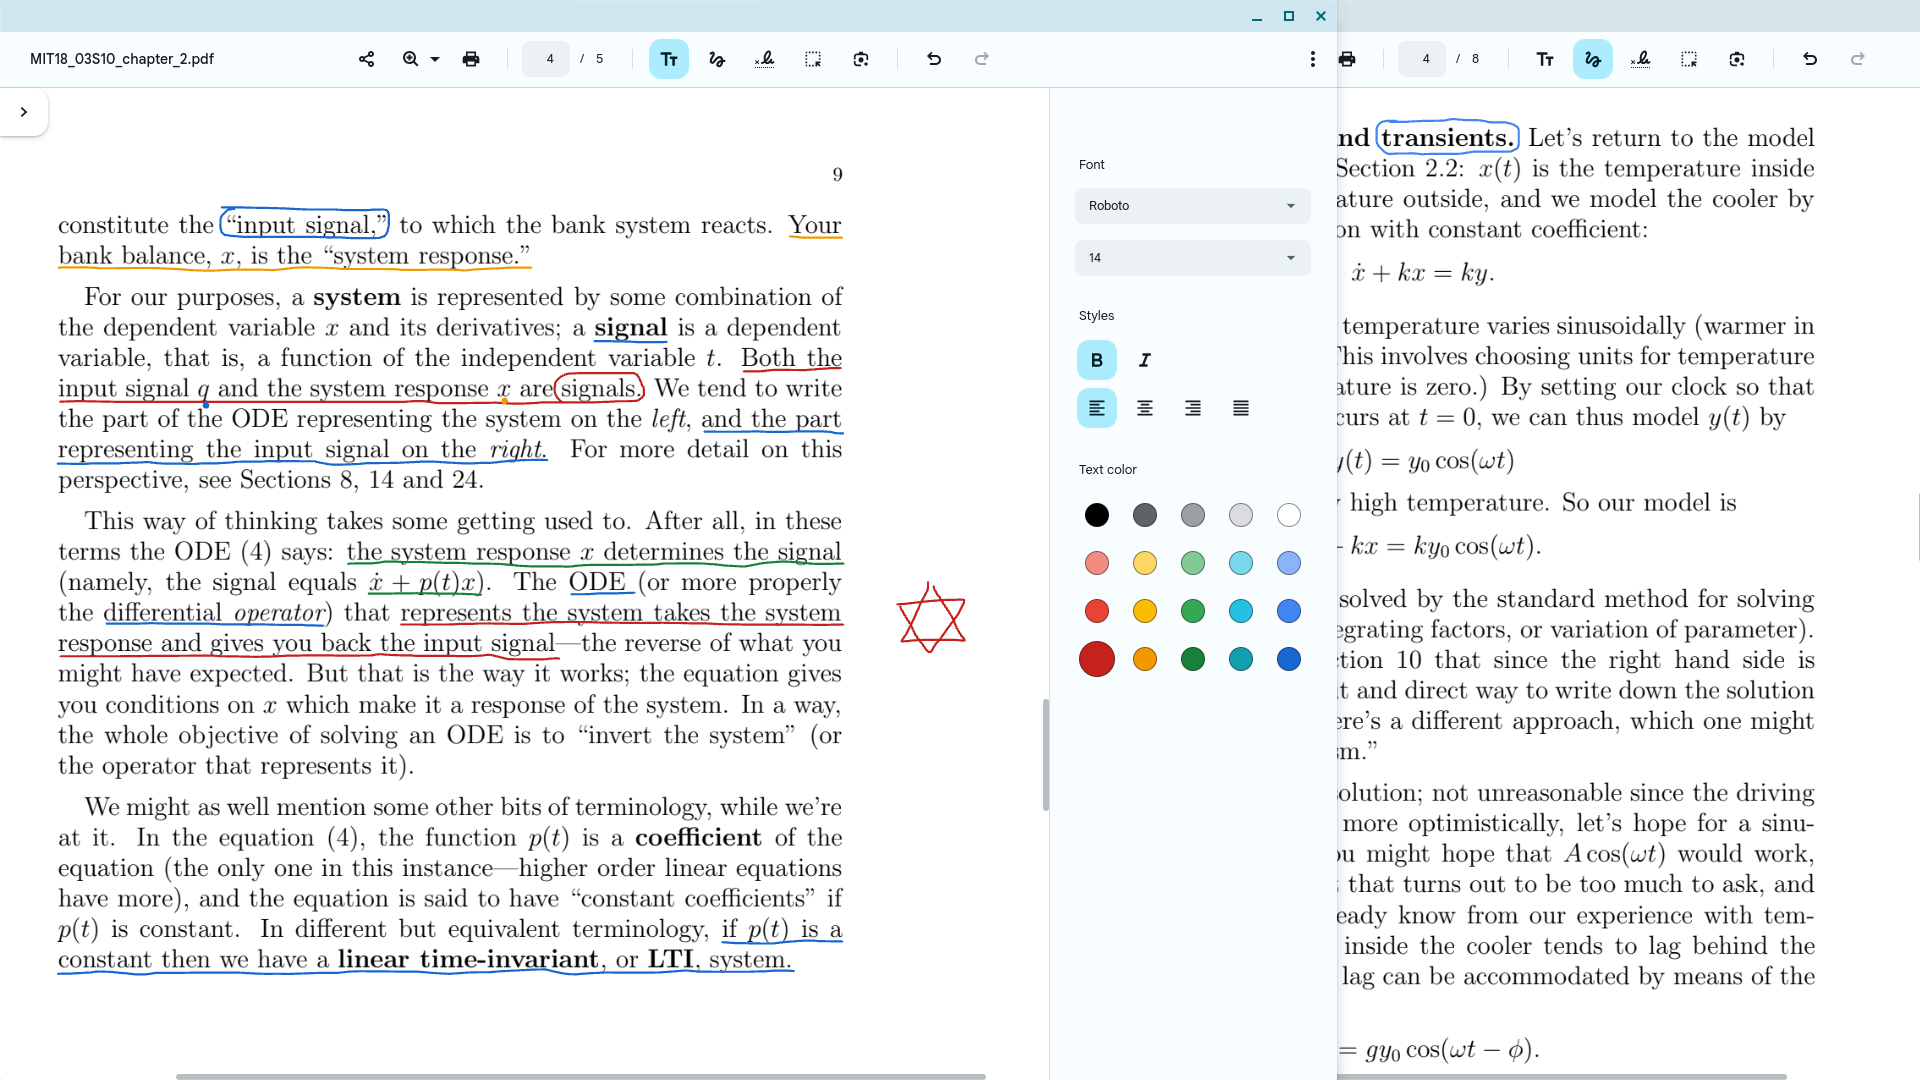 MIT18_03S10_chapter_2.pdf
4 / 5
4 / 8
9
constitute the “input signal,” to which the bank system reacts. Your
bank balance, x, is the “system response.”
For our purposes, a system is represented by some combination of
the dependent variable x and its derivatives; a signal is a dependent
variable, that is, a function of the independent variable t. Both the
input signal q and the system response x are signals. We tend to write
the part of the ODE representing the system on the left, and the part
representing the input signal on the right. For more detail on this
perspective, see Sections 8, 14 and 24.
This way of thinking takes some getting used to. After all, in these
terms the ODE (4) says: the system response x determines the signal
(namely, the signal equals ẋ + p(t)x). The ODE (or more properly
the differential operator) that represents the system takes the system
response and gives you back the input signal—the reverse of what you
might have expected. But that is the way it works; the equation gives
you conditions on x which make it a response of the system. In a way,
the whole objective of solving an ODE is to “invert the system” (or
the operator that represents it).
We might as well mention some other bits of terminology, while we’re
at it. In the equation (4), the function p(t) is a coefficient of the
equation (the only one in this instance—higher order linear equations
have more), and the equation is said to have “constant coefficients” if
p(t) is constant. In different but equivalent terminology, if p(t) is a
constant then we have a linear time-invariant, or LTI, system.
Font
Roboto
14
Styles
B I
Text color
nd transients. Let’s return to the model
Section 2.2: x(t) is the temperature inside
ature outside, and we model the cooler by
on with constant coefficient:
ẋ + kx = ky.
temperature varies sinusoidally (warmer in
This involves choosing units for temperature
ature is zero.) By setting our clock so that
curs at t = 0, we can thus model y(t) by
y(t) = y₀ cos(ωt)
high temperature. So our model is
kx = ky₀ cos(ωt).
solved by the standard method for solving
egrating factors, or variation of parameter).
tion 10 that since the right hand side is
t and direct way to write down the solution
ere’s a different approach, which one might
sm.”
olution; not unreasonable since the driving
more optimistically, let’s hope for a sinu-
ou might hope that A cos(ωt) would work,
that turns out to be too much to ask, and
eady know from our experience with tem-
inside the cooler tends to lag behind the
lag can be accommodated by means of the
= gy₀ cos(ωt − ϕ).